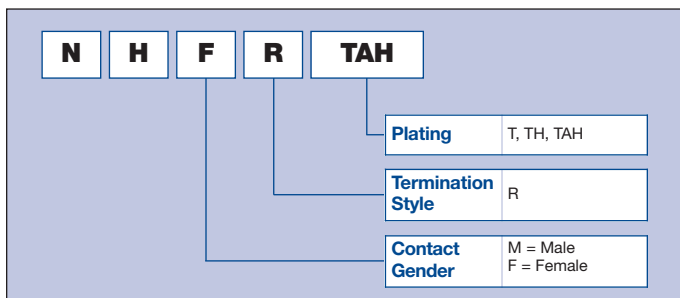 N H F R TAH
Plating T, TH, TAH
Termination
Style
R
Contact
Gender
M = Male
F = Female